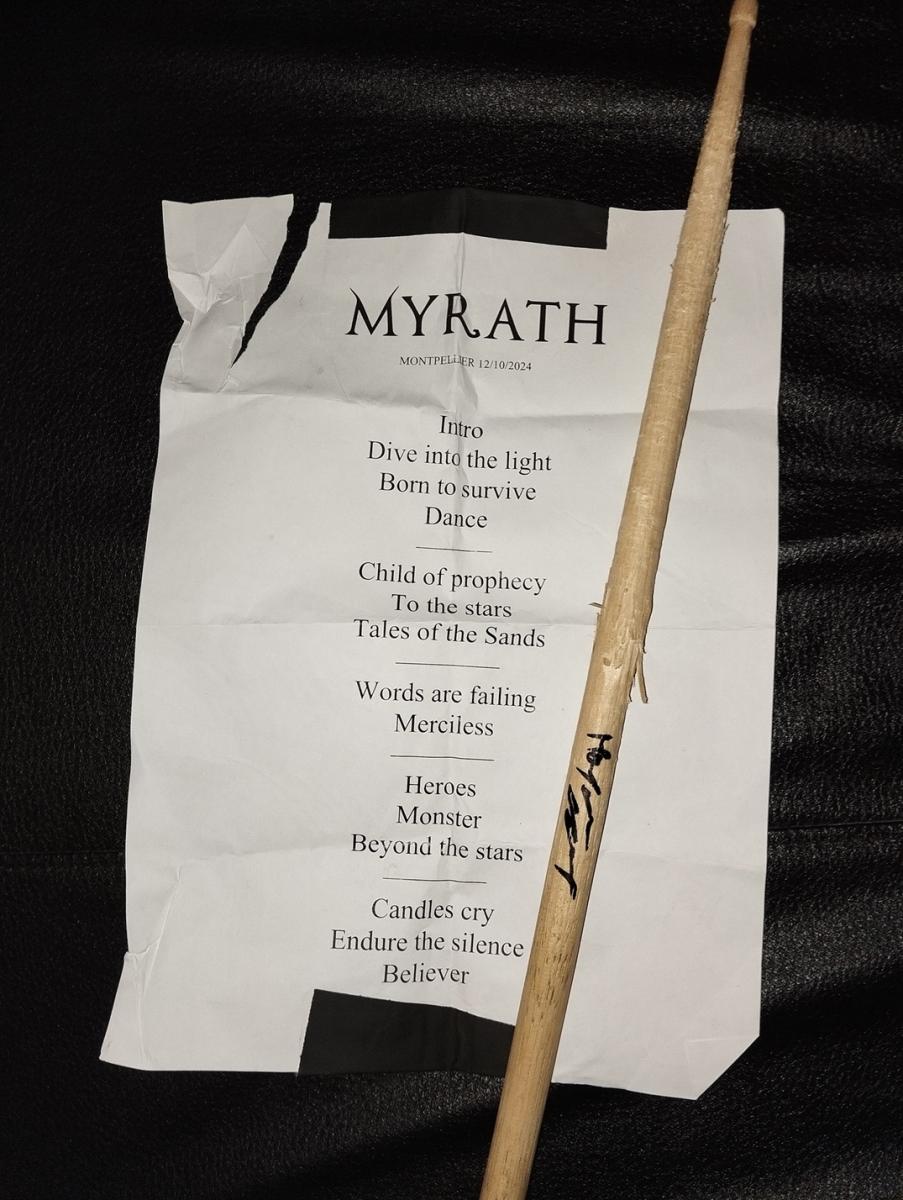 MYRATH
MONTPELLIER 12/10/2024
Intro
Dive into the light
Born to survive
Dance
Child of prophecy
To the stars
Tales of the Sands
Words are failing
Merciless
Heroes
Monster
Beyond the stars
Candles cry
Endure the silence
Believer